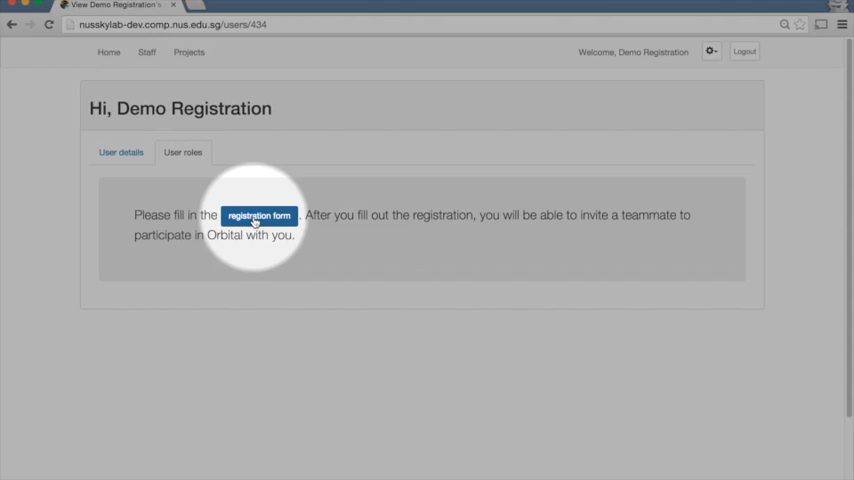 View Demo Registration's
nusskylab-dev.comp.nus.edu.sg/users/434
Home Staff Projects Welcome, Demo Registration Logout
Hi, Demo Registration
User details User roles
Please fill in the registration form . After you fill out the registration, you will be able to invite a teammate to
participate in Orbital with you.